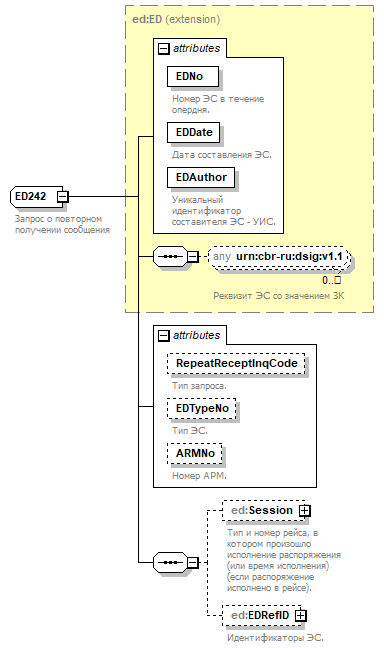 ed:ED (extension)
attributes
EDNo
Номер ЭС в течение
опердня.
EDDate
Дата составления ЭС.
EDAuthor
Уникальный
идентификатор
составителя ЭС - УИС.
ED242
Запрос о повторном
получении сообщения
any urn:cbr-ru:dsig:v1.1
0..□
Реквизит ЭС со значением ЗК
attributes
RepeatReceptInqCode
Тип запроса.
EDTypeNo
Тип ЭС.
ARMNo
Номер АРМ.
ed:Session
Тип и номер рейса, в
котором произошло
исполнение распоряжения
(или время исполнения)
(если распоряжение
исполнено в рейсе).
ed:EDRefID
Идентификаторы ЭС.